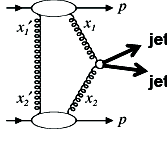 p
x₁′ x₁
jet
jet
x₂′ x₂
p